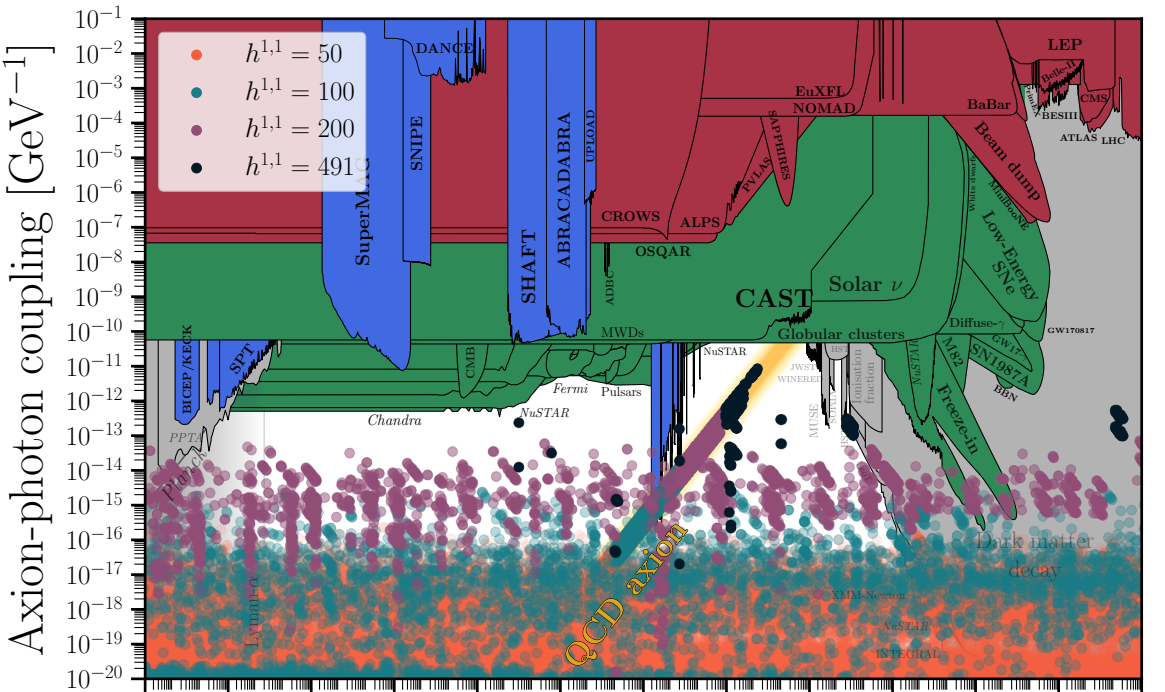 Axion-photon coupling [GeV⁻¹]
10⁻¹
10⁻²
10⁻³
10⁻⁴
10⁻⁵
10⁻⁶
10⁻⁷
10⁻⁸
10⁻⁹
10⁻¹⁰
10⁻¹¹
10⁻¹²
10⁻¹³
10⁻¹⁴
10⁻¹⁵
10⁻¹⁶
10⁻¹⁷
10⁻¹⁸
10⁻¹⁹
10⁻²⁰
h¹,¹ = 50
h¹,¹ = 100
h¹,¹ = 200
h¹,¹ = 491
DANCE
SNIPE
SuperMAG
SHAFT
ABRACADABRA
UPLOAD
EuXFL
NOMAD
SAPPHIRES
PVLAS
CROWS
ALPS
OSQAR
ADBC
LEP
Belle-II
BaBar
BESIII
CMS
ATLAS
LHC
Beam dump
White dwarfs
MiniBooNE
Low-Energy
SNe
CAST
Solar ν
MWDs
Globular clusters
Diffuse-γ
GW170817
SN1987A
BBN
M82
NuSTAR
Freeze-in
BICEP/KECK
SPT
CMB
θ
Fermi
Pulsars
NuSTAR
Chandra
NuSTAR
JWST
WINERED
MUSE
HST
Ionisation
fraction
PPTA
Planck
Lyman-α
QCD axion
Dark matter
decay
XMM-Newton
NuSTAR
INTEGRAL